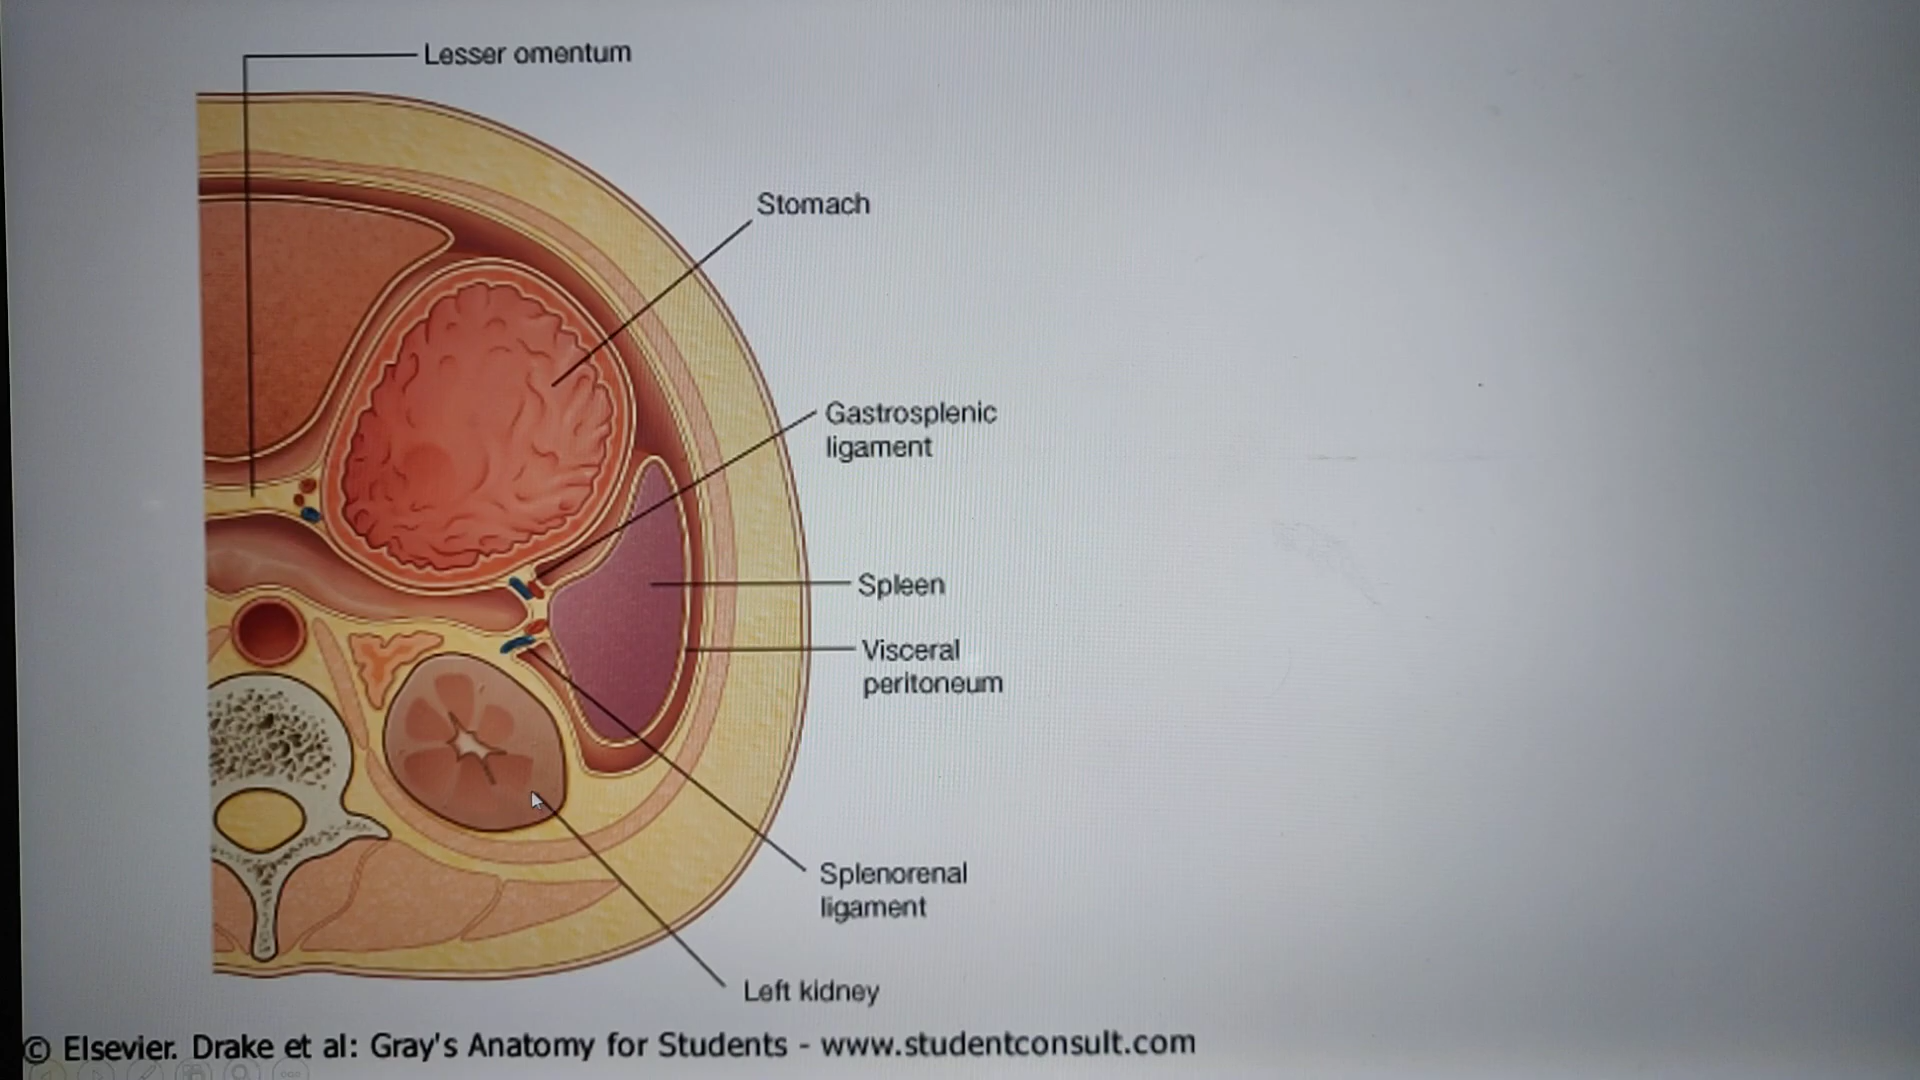 Lesser omentum
Stomach
Gastrosplenic
ligament
Spleen
Visceral
peritoneum
Splenorenal
ligament
Left kidney
© Elsevier. Drake et al: Gray's Anatomy for Students - www.studentconsult.com